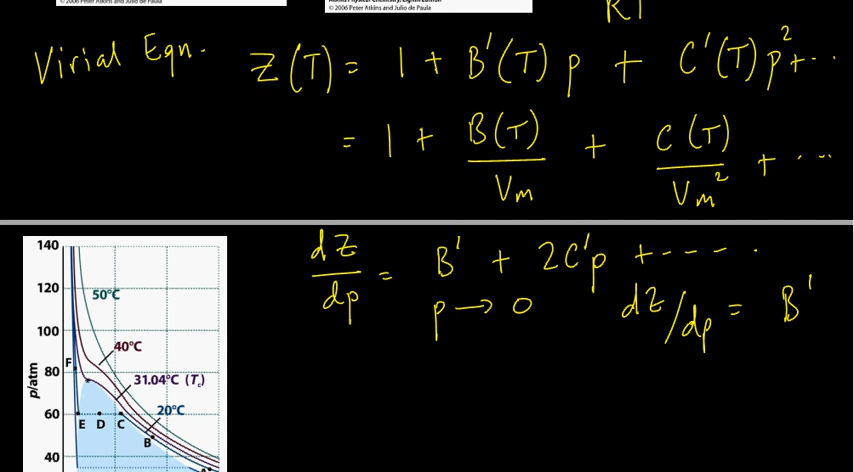 © 2006 Peter Atkins and Julio de Paula
© 2006 Peter Atkins and Julio de Paula
RT
Virial Eqn. Z(T) = 1 + B'(T) p + C'(T) p² + ...
= 1 + B(T)/Vm + C(T)/Vm² + ...
dZ/dp = B' + 2C'p + ---- .
p → 0 dZ/dp = B'
140
120
50°C
100
40°C
F
80
31.04°C (Tc)
p/atm
60
20°C
E D C
B
40